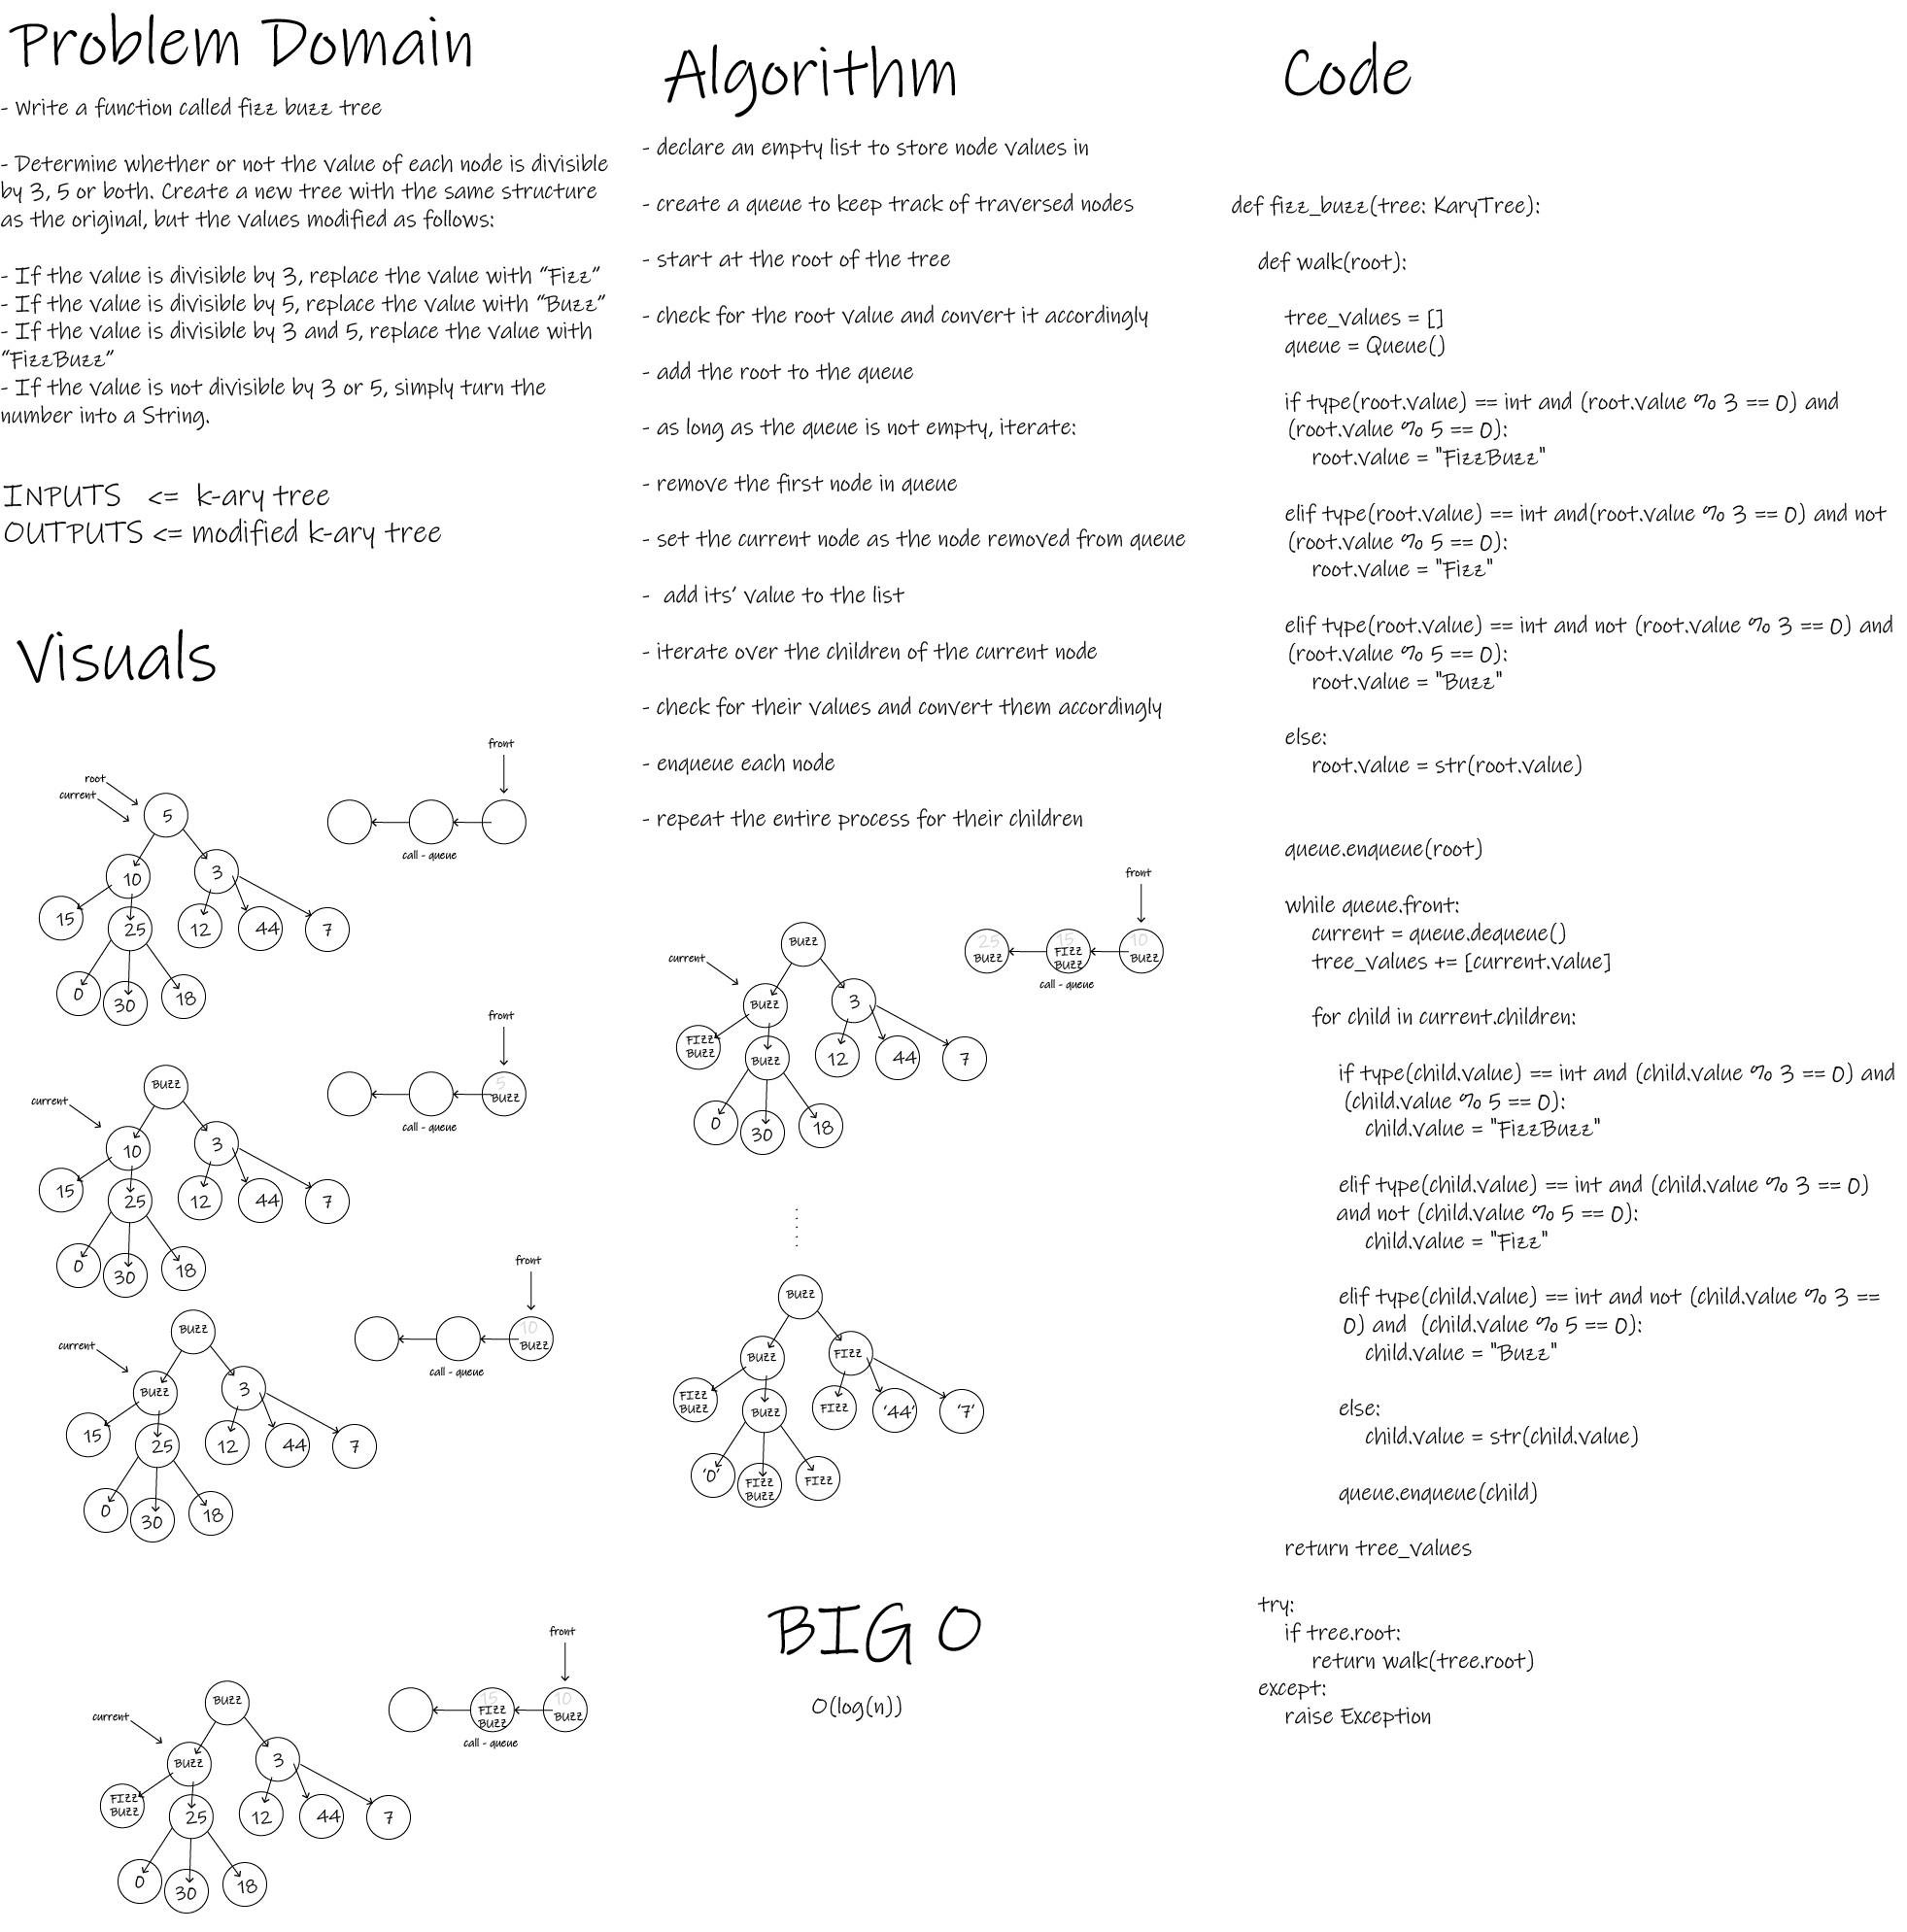 Problem Domain
- Write a function called fizz buzz tree
- Determine whether or not the value of each node is divisible
by 3, 5 or both. Create a new tree with the same structure
as the original, but the values modified as follows:
- If the value is divisible by 3, replace the value with “Fizz”
- If the value is divisible by 5, replace the value with “Buzz”
- If the value is divisible by 3 and 5, replace the value with
“FizzBuzz”
- If the value is not divisible by 3 or 5, simply turn the
number into a String.
INPUTS <= k-ary tree
OUTPUTS <= modified k-ary tree
Visuals
front
root
current
5
call - queue
10
3
15
25
12
44
7
0
30
18
front
current
BUZZ
5
BUZZ
call - queue
10
3
15
25
12
44
7
0
30
18
front
current
BUZZ
10
BUZZ
call - queue
BUZZ
3
15
25
12
44
7
0
30
18
front
current
BUZZ
15
FIZZ
BUZZ
10
BUZZ
call - queue
BUZZ
3
FIZZ
BUZZ
25
12
44
7
0
30
18
Algorithm
- declare an empty list to store node values in
- create a queue to keep track of traversed nodes
- start at the root of the tree
- check for the root value and convert it accordingly
- add the root to the queue
- as long as the queue is not empty, iterate:
- remove the first node in queue
- set the current node as the node removed from queue
- add its’ value to the list
- iterate over the children of the current node
- check for their values and convert them accordingly
- enqueue each node
- repeat the entire process for their children
front
current
BUZZ
25
BUZZ
15
FIZZ
BUZZ
10
BUZZ
call - queue
BUZZ
3
FIZZ
BUZZ
BUZZ
12
44
7
0
30
18
BUZZ
BUZZ
FIZZ
FIZZ
BUZZ
BUZZ
FIZZ
‘44’
‘7’
‘0’
FIZZ
BUZZ
FIZZ
BIG O
O(log(n))
Code
def fizz_buzz(tree: KaryTree):
def walk(root):
tree_values = []
queue = Queue()
if type(root.value) == int and (root.value % 3 == 0) and
(root.value % 5 == 0):
root.value = "FizzBuzz"
elif type(root.value) == int and(root.value % 3 == 0) and not
(root.value % 5 == 0):
root.value = "Fizz"
elif type(root.value) == int and not (root.value % 3 == 0) and
(root.value % 5 == 0):
root.value = "Buzz"
else:
root.value = str(root.value)
queue.enqueue(root)
while queue.front:
current = queue.dequeue()
tree_values += [current.value]
for child in current.children:
if type(child.value) == int and (child.value % 3 == 0) and
(child.value % 5 == 0):
child.value = "FizzBuzz"
elif type(child.value) == int and (child.value % 3 == 0)
and not (child.value % 5 == 0):
child.value = "Fizz"
elif type(child.value) == int and not (child.value % 3 ==
0) and (child.value % 5 == 0):
child.value = "Buzz"
else:
child.value = str(child.value)
queue.enqueue(child)
return tree_values
try:
if tree.root:
return walk(tree.root)
except:
raise Exception